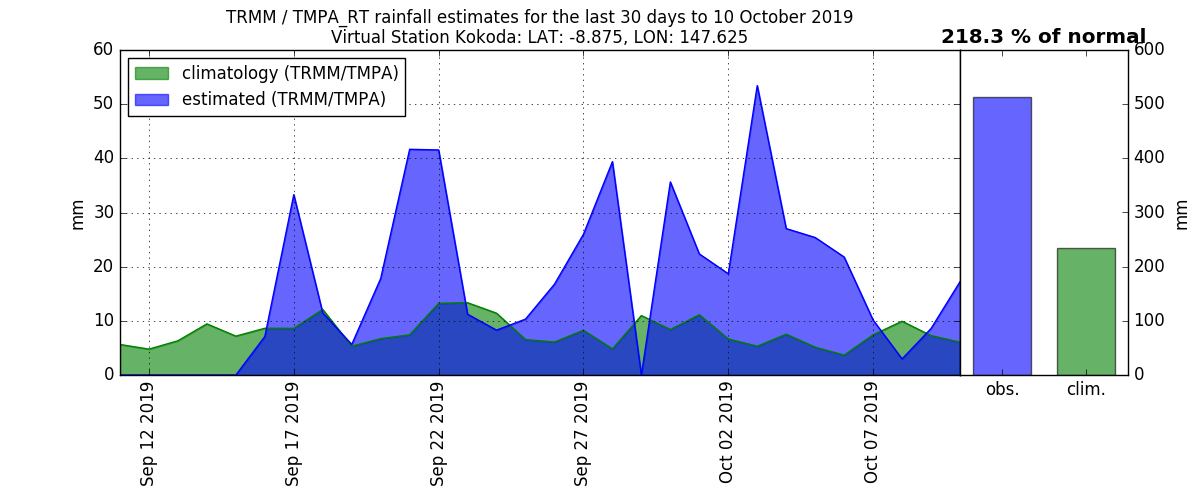 TRMM / TMPA_RT rainfall estimates for the last 30 days to 10 October 2019
Virtual Station Kokoda: LAT: -8.875, LON: 147.625
218.3 % of normal
climatology (TRMM/TMPA)
estimated (TRMM/TMPA)
mm
60
50
40
30
20
10
0
Sep 12 2019
Sep 17 2019
Sep 22 2019
Sep 27 2019
Oct 02 2019
Oct 07 2019
600
500
400
300
200
100
0
mm
obs.
clim.